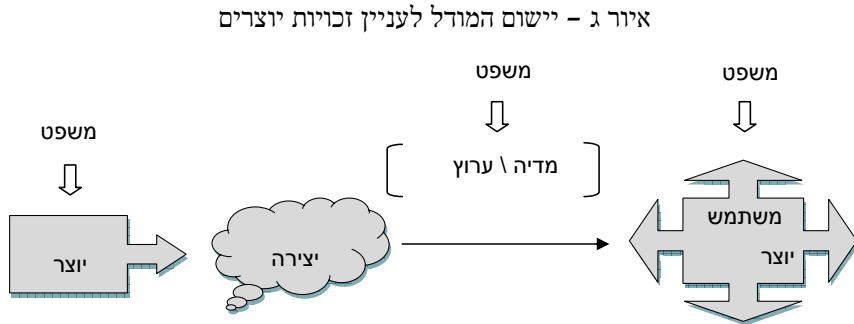 איור ג – יישום המודל לעניין זכויות יוצרים
משפט
משפט
משפט
מדיה \ ערוץ
משתמש
יוצר
יצירה
יוצר